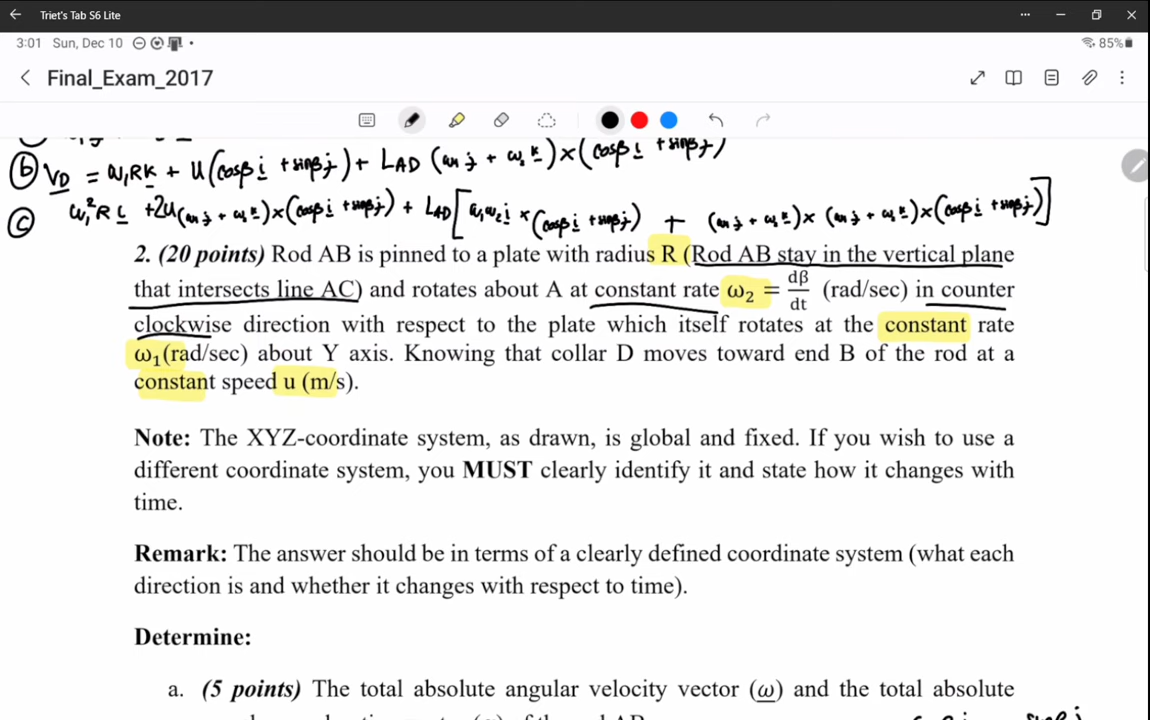 Triet's Tab S6 Lite
3:01 Sun, Dec 10 85%
Final_Exam_2017
ⓑ V_D = ω₁Rk + u(cosβ i + sinβ j) + L_AD (ω₁ j + ω₂ k) × (cosβ i + sinβ j)
ⓒ ω₁²R i + 2u(ω₁ j + ω₂ k) × (cosβ i + sinβ j) + L_AD [ω₁ω₂ i × (cosβ i + sinβ j) + (ω₁ j + ω₂ k) × (ω₁ j + ω₂ k) × (cosβ i + sinβ j)]
2. (20 points) Rod AB is pinned to a plate with radius R (Rod AB stay in the vertical plane
that intersects line AC) and rotates about A at constant rate ω₂ = dβ/dt (rad/sec) in counter
clockwise direction with respect to the plate which itself rotates at the constant rate
ω₁(rad/sec) about Y axis. Knowing that collar D moves toward end B of the rod at a
constant speed u (m/s).
Note: The XYZ-coordinate system, as drawn, is global and fixed. If you wish to use a
different coordinate system, you MUST clearly identify it and state how it changes with
time.
Remark: The answer should be in terms of a clearly defined coordinate system (what each
direction is and whether it changes with respect to time).
Determine:
a. (5 points) The total absolute angular velocity vector (ω) and the total absolute